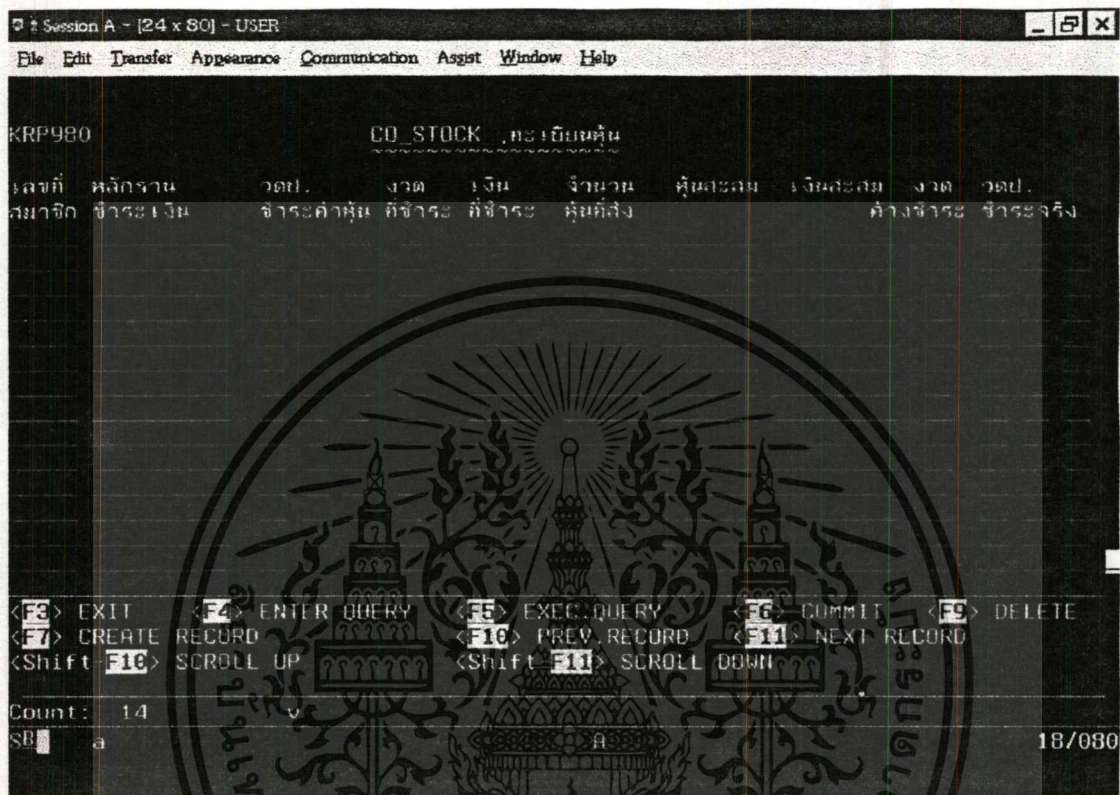 Session A - [24 x 80] - USER
File Edit Transfer Appearance Communication Assist Window Help
KRP980 CO_STOCK ,ทะเบียนหุ้น
เลขที่ หลักฐาน วดป. งวด เงิน จำนวน หุ้นสะสม เงินสะสม งวด วดป.
สมาชิก ชำระเงิน ชำระค่าหุ้น ที่ชำระ ที่ชำระ หุ้นที่ส่ง ค้างชำระ ชำระจริง
<F3> EXIT <F4> ENTER QUERY <F5> EXEC QUERY <F6> COMMIT <F9> DELETE
<F7> CREATE RECORD <F10> PREV RECORD <F11> NEXT RECORD
<Shift-F10> SCROLL UP <Shift-F11> SCROLL DOWN
Count: 14 v
SB a A 18/080